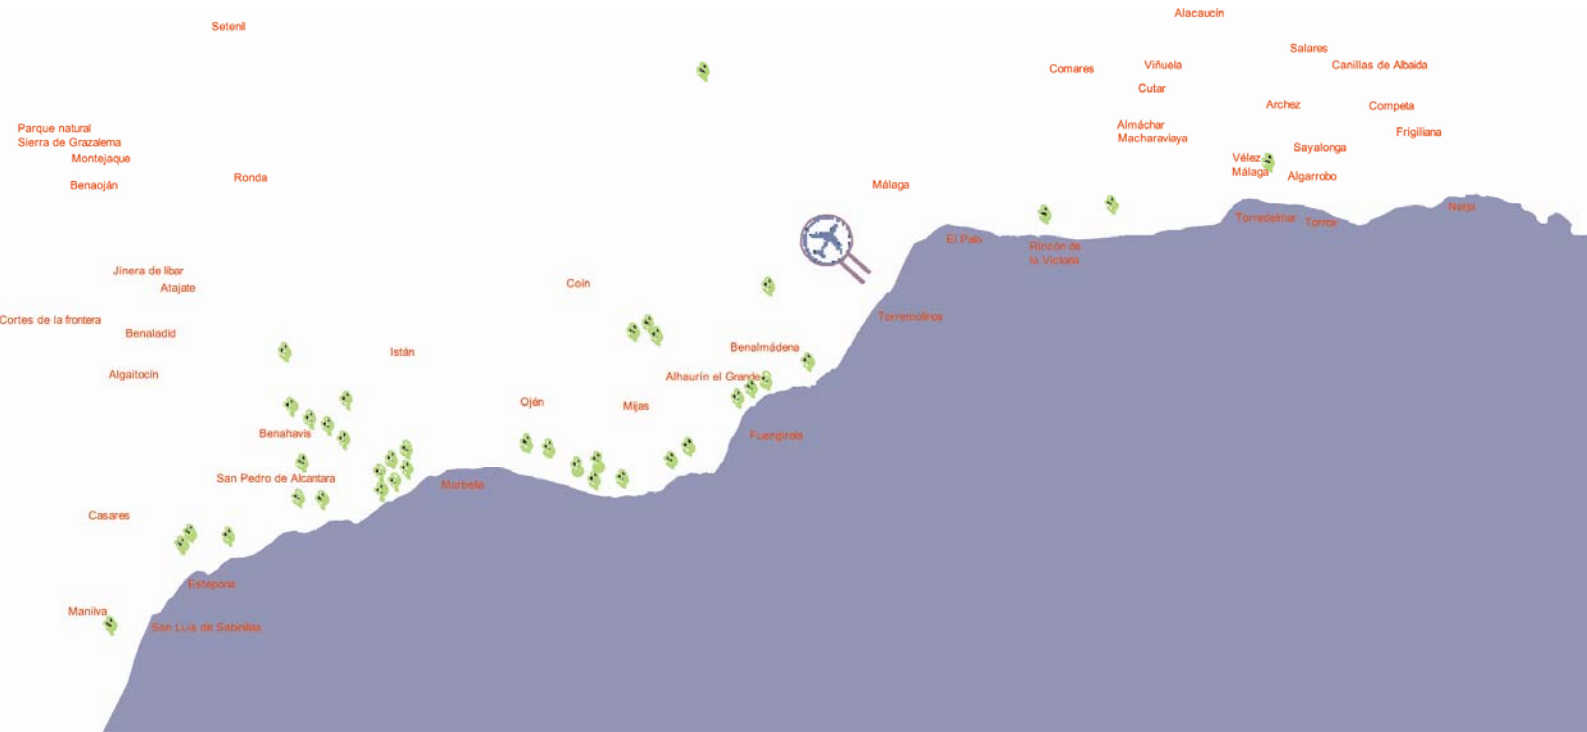 Alacaucín
Setenil
Salares
Comares
Viñuela
Canillas de Albaida
Cutar
Archez
Competa
Parque natural
Sierra de Grazalema
Almáchar
Macharaviaya
Frigiliana
Montejaque
Sayalonga
Vélez
Málaga
Benaoján
Ronda
Málaga
Algarrobo
Nerja
Torredelmar
Torrox
El Palo
Rincón de
la Victoria
Jinera de líbar
Atajate
Coín
Cortes de la frontera
Torremolinos
Benaladid
Istán
Benalmádena
Algaitocín
Alhaurín el Grande
Ojén
Mijas
Benahavis
Fuengirola
San Pedro de Alcantara
Marbella
Casares
Estepona
Manilva
San Luis de Sabinillas